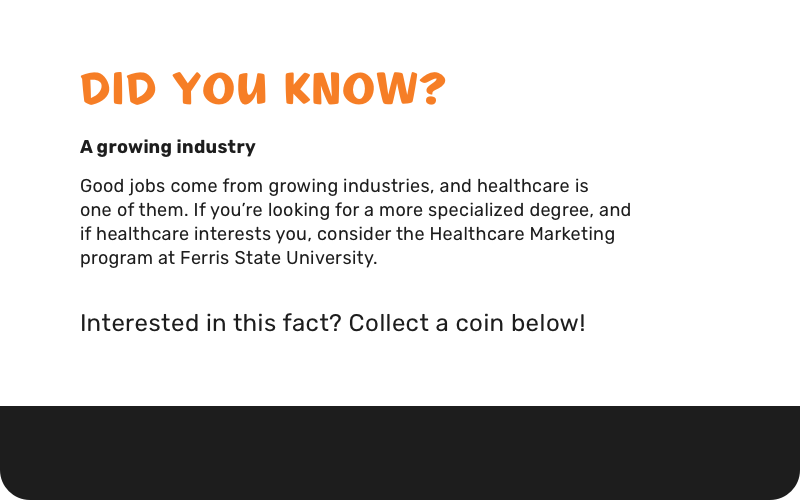 DID YOU KNOW?
A growing industry
Good jobs come from growing industries, and healthcare is
one of them. If you’re looking for a more specialized degree, and
if healthcare interests you, consider the Healthcare Marketing
program at Ferris State University.
Interested in this fact? Collect a coin below!